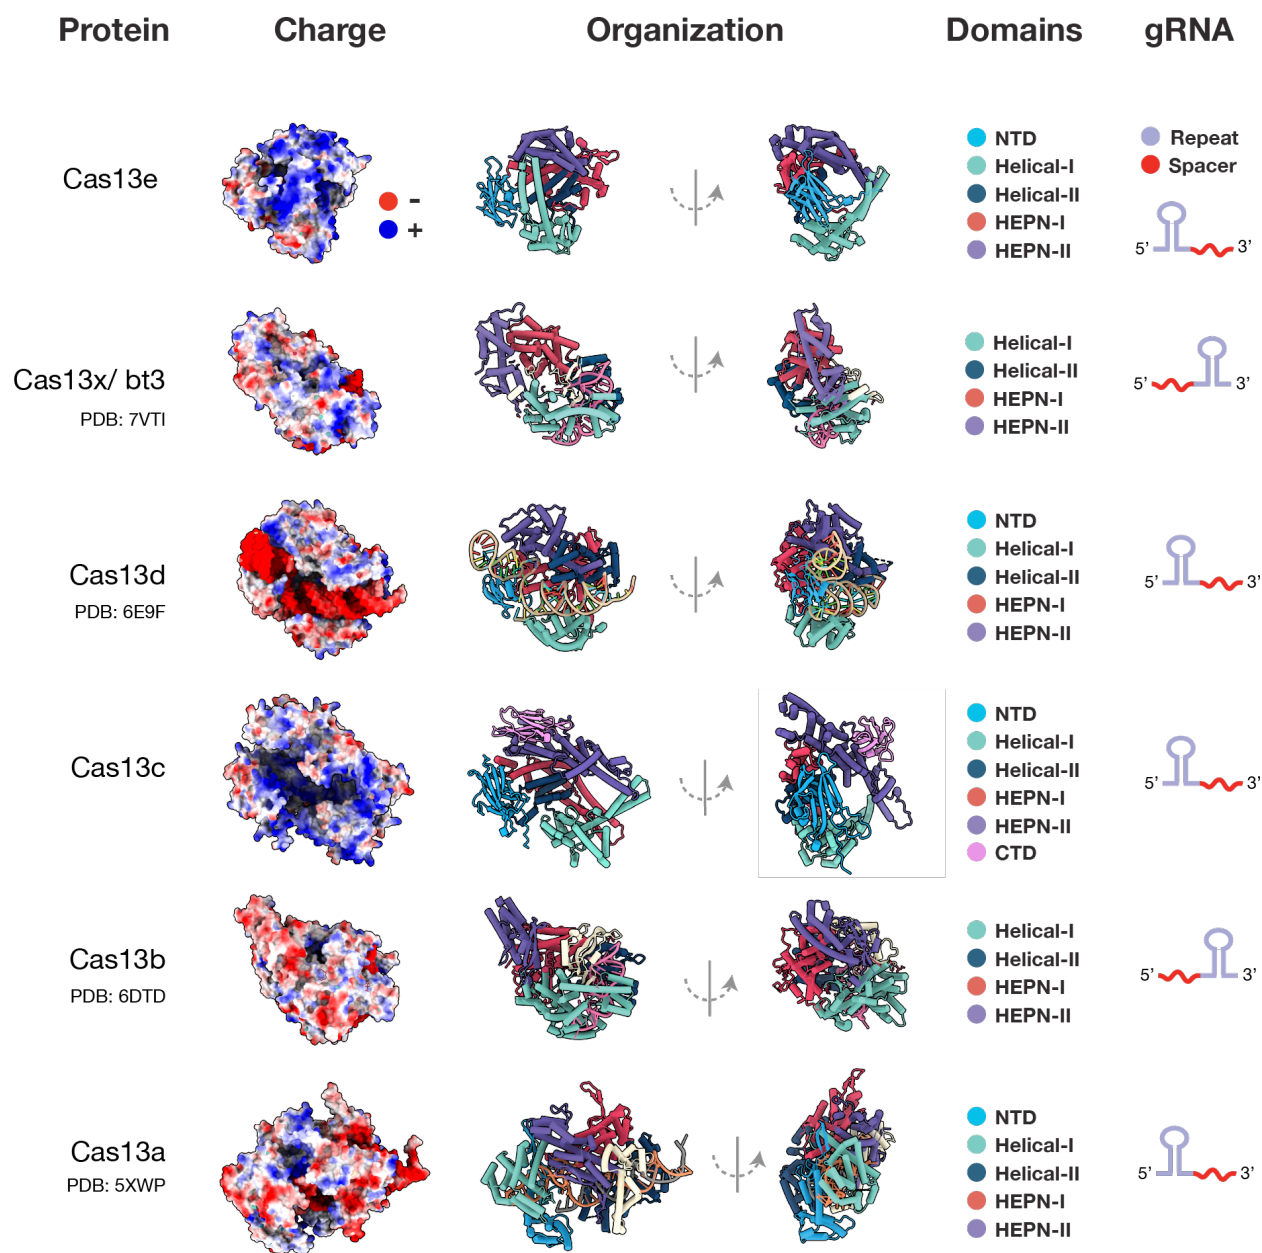 Protein Charge Organization Domains gRNA
Cas13e
-
+
NTD
Helical-I
Helical-II
HEPN-I
HEPN-II
Repeat
Spacer
5’ 3’
Cas13x/ bt3
PDB: 7VTI
Helical-I
Helical-II
HEPN-I
HEPN-II
5’ 3’
Cas13d
PDB: 6E9F
NTD
Helical-I
Helical-II
HEPN-I
HEPN-II
5’ 3’
Cas13c
NTD
Helical-I
Helical-II
HEPN-I
HEPN-II
CTD
5’ 3’
Cas13b
PDB: 6DTD
Helical-I
Helical-II
HEPN-I
HEPN-II
5’ 3’
Cas13a
PDB: 5XWP
NTD
Helical-I
Helical-II
HEPN-I
HEPN-II
5’ 3’